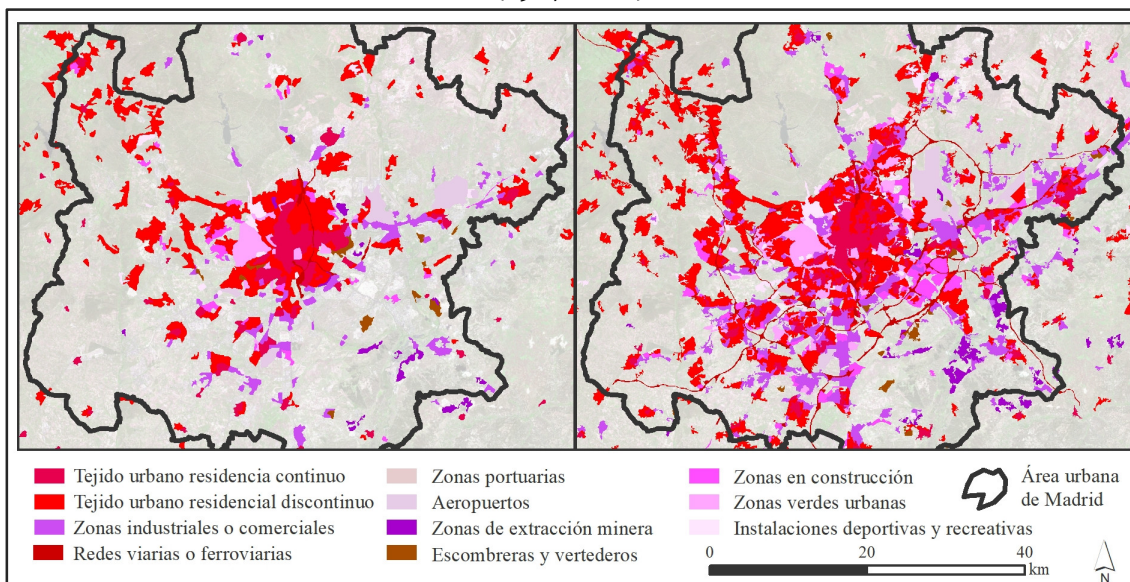 Tejido urbano residencia continuo
Tejido urbano residencial discontinuo
Zonas industriales o comerciales
Redes viarias o ferroviarias
Zonas portuarias
Aeropuertos
Zonas de extracción minera
Escombreras y vertederos
Zonas en construcción
Zonas verdes urbanas
Instalaciones deportivas y recreativas
Área urbana
de Madrid
0 20 40
km
N